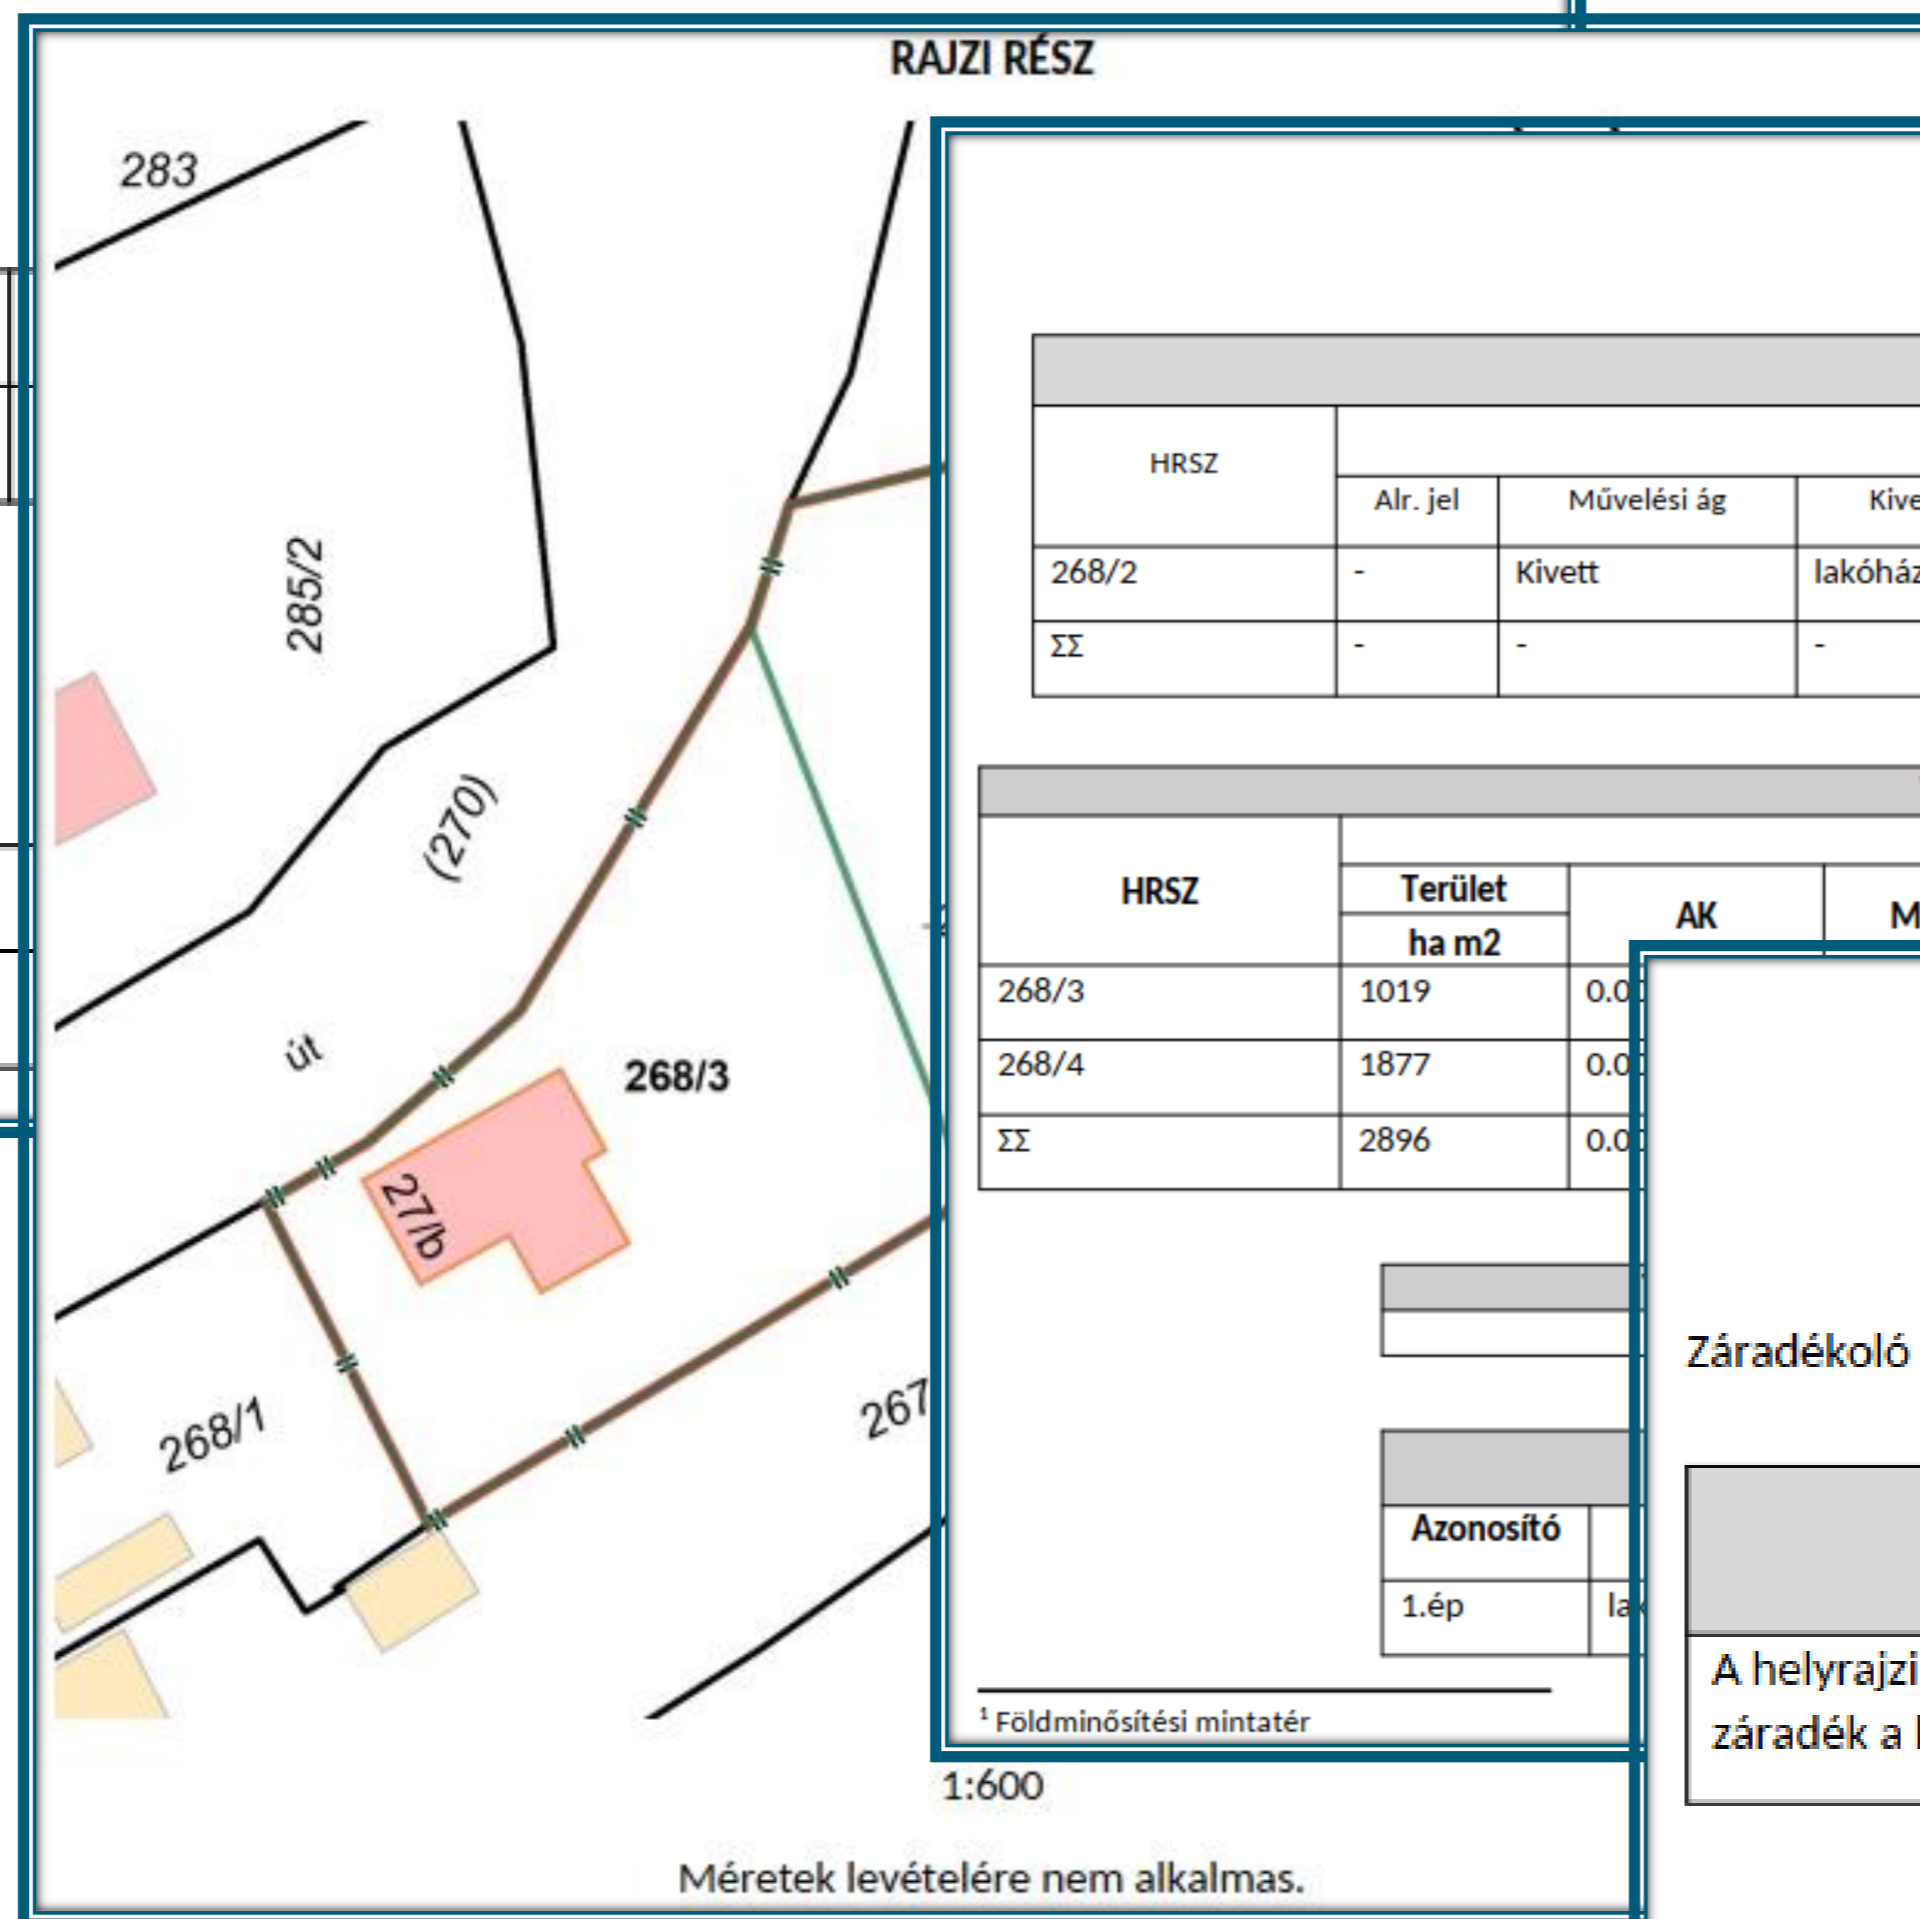 RAJZI RÉSZ
283
285/2
(270)
út
268/3
27/b
268/1
267
1:600
Méretek levételére nem alkalmas.
HRSZ
Alr. jel Művelési ág
268/2 - Kivett lakóház
ΣΣ - - -
HRSZ Terület AK
ha m2
268/3 1019
268/4 1877
ΣΣ 2896
Azonosító
1.ép
¹ Földminősítési mintatér
Záradékoló
A helyrajzi
záradék a